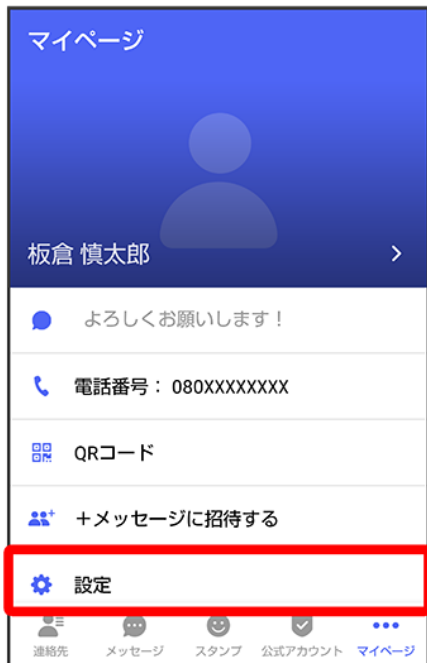 マイページ
板倉 慎太郎
よろしくお願いします！
電話番号： 080XXXXXXXX
QRコード
+メッセージに招待する
設定
連絡先 メッセージ スタンプ 公式アカウント マイページ